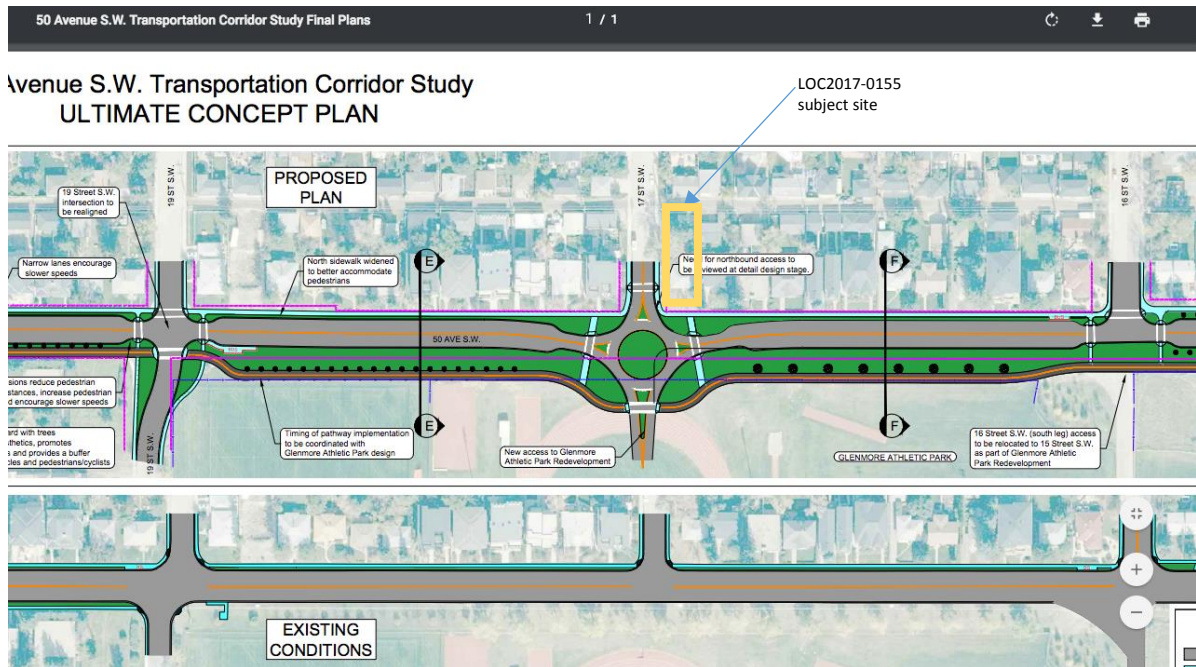 50 Avenue S.W. Transportation Corridor Study Final Plans
1 / 1
Avenue S.W. Transportation Corridor Study
ULTIMATE CONCEPT PLAN
LOC2017-0155
subject site
PROPOSED
PLAN
19 ST S.W.
17 ST S.W.
16 ST S.W.
19 Street S.W.
intersection to
be realigned
Narrow lanes encourage
slower speeds
North sidewalk widened
to better accommodate
pedestrians
E
for northbound access to
be reviewed at detail design stage.
F
50 AVE S.W.
sions reduce pedestrian
stances, increase pedestrian
d encourage slower speeds
ard with trees
sthetics, promotes
s and provides a buffer
cles and pedestrians/cyclists
19 ST S.W.
Timing of pathway implementation
to be coordinated with
Glenmore Athletic Park design
E
New access to Glenmore
Athletic Park Redevelopment
F
GLENMORE ATHLETIC PARK
16 Street S.W. (south leg) access
to be relocated to 15 Street S.W.
as part of Glenmore Athletic
Park Redevelopment
EXISTING
CONDITIONS